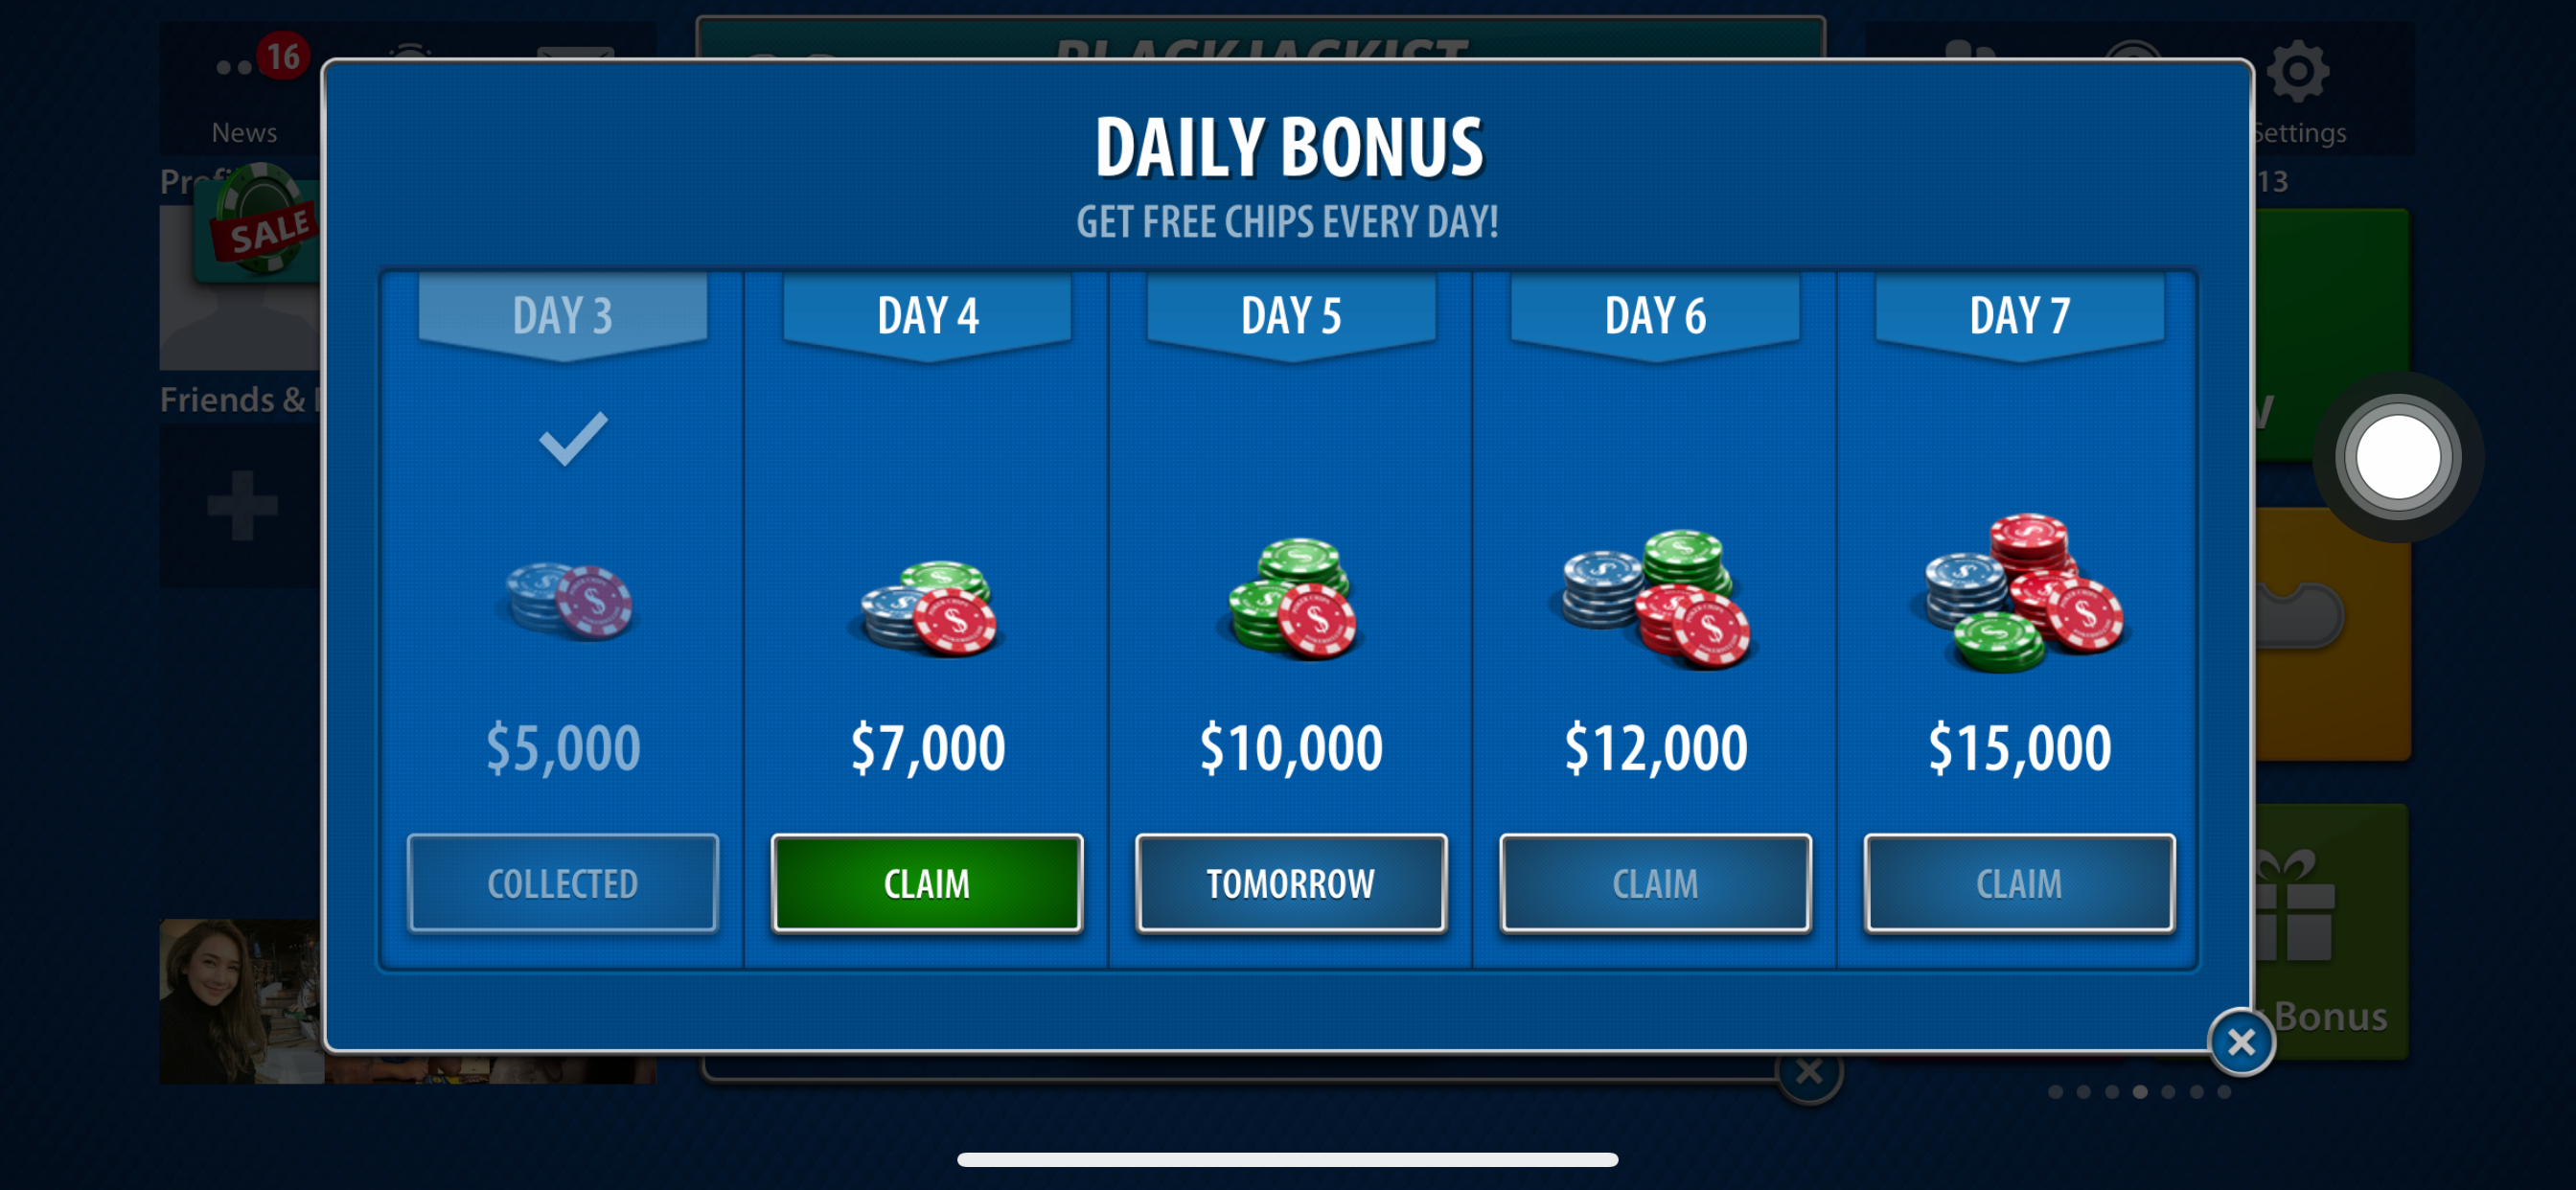 16
BLACKJACKIST
News
Settings
SALE
13
Friends &
DAILY BONUS
GET FREE CHIPS EVERY DAY!
DAY 3
DAY 4
DAY 5
DAY 6
DAY 7
$5,000
$7,000
$10,000
$12,000
$15,000
COLLECTED
CLAIM
TOMORROW
CLAIM
CLAIM
Bonus